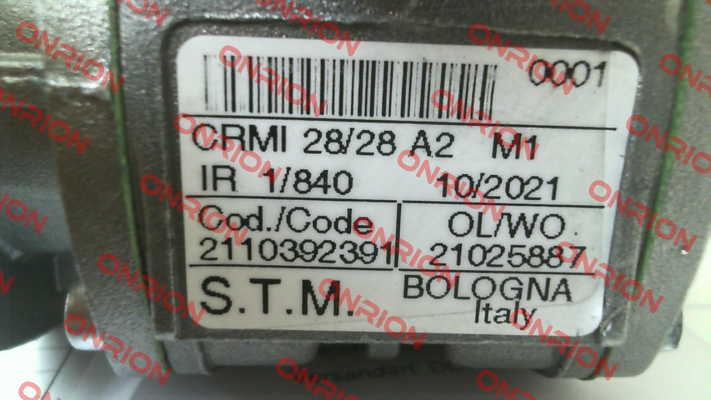 0001
CRMI 28/28 A2 M1
IR 1/840 10/2021
Cod./Code OL/WO
2110392391 21025887
S.T.M. BOLOGNA
Italy
ONRION